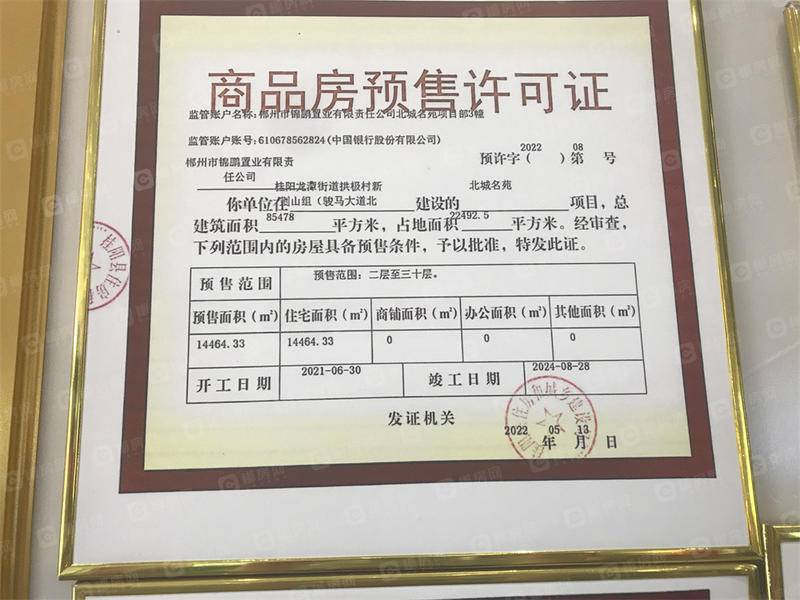 商品房预售许可证
监管账户名称:郴州市锦鹏置业有限责任公司北城名苑项目部3幢
监管账户账号:610678562824(中国银行股份有限公司)
郴州市锦鹏置业有限责任公司
预许字(2022)第08号
你单位在桂阳龙潭街道拱极村新 山组(骏马大道北 建设的 北城名苑 项目,总
建筑面积 85478 平方米,占地面积 22492.5 平方米。经审查,
下列范围内的房屋具备预售条件,予以批准,特发此证。
预售范围 预售范围:二层至三十层。
预售面积(㎡) 住宅面积(㎡) 商铺面积(㎡) 办公面积(㎡) 其他面积(㎡)
14464.33 14464.33 0 0 0
开工日期 2021-06-30 竣工日期 2024-08-28
发证机关
2022年05月13日